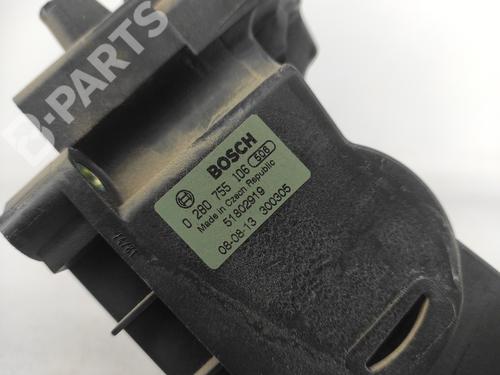 B-PARTS
BOSCH
0 280 755 106 506
Made in Czech Republic
51802919
08-08-13 300305